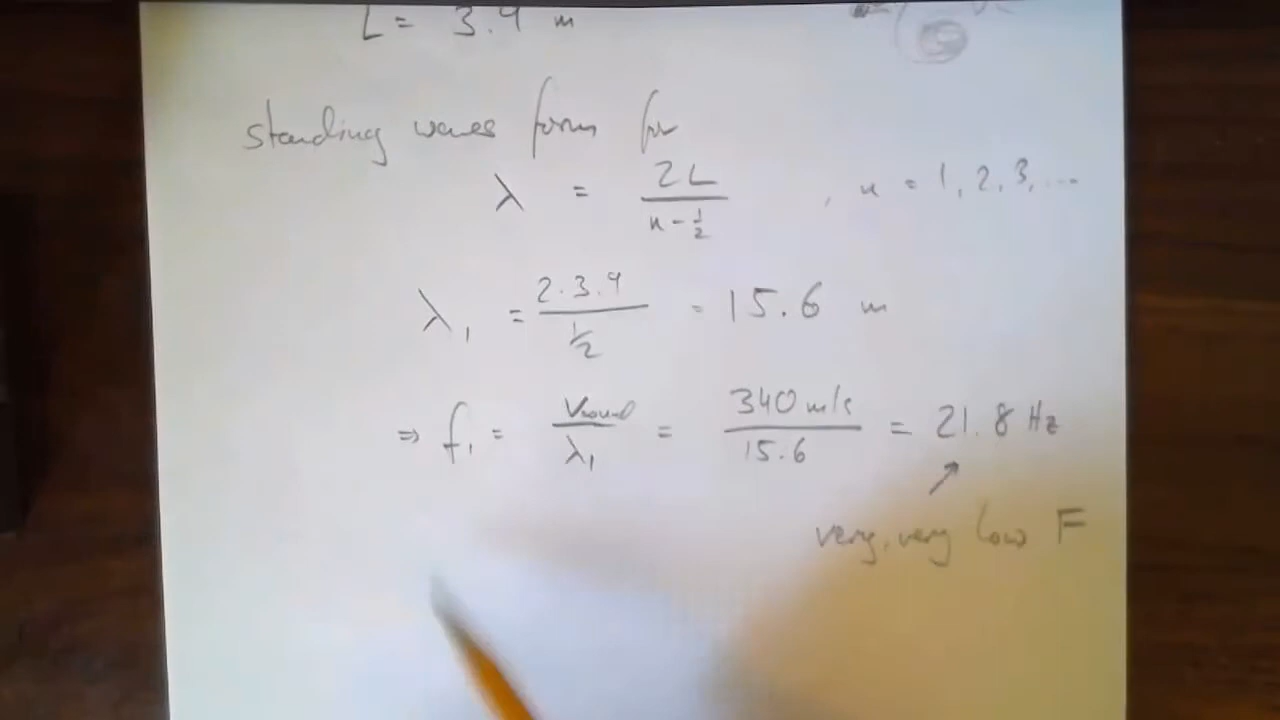 L = 3.9 m
standing waves form for
λ = 2L / (n - 1/2) , n = 1, 2, 3, ...
λ₁ = 2·3.9 / (1/2) = 15.6 m
⇒ f₁ = v_sound / λ₁ = 340 m/s / 15.6 = 21.8 Hz
↗
very, very low F